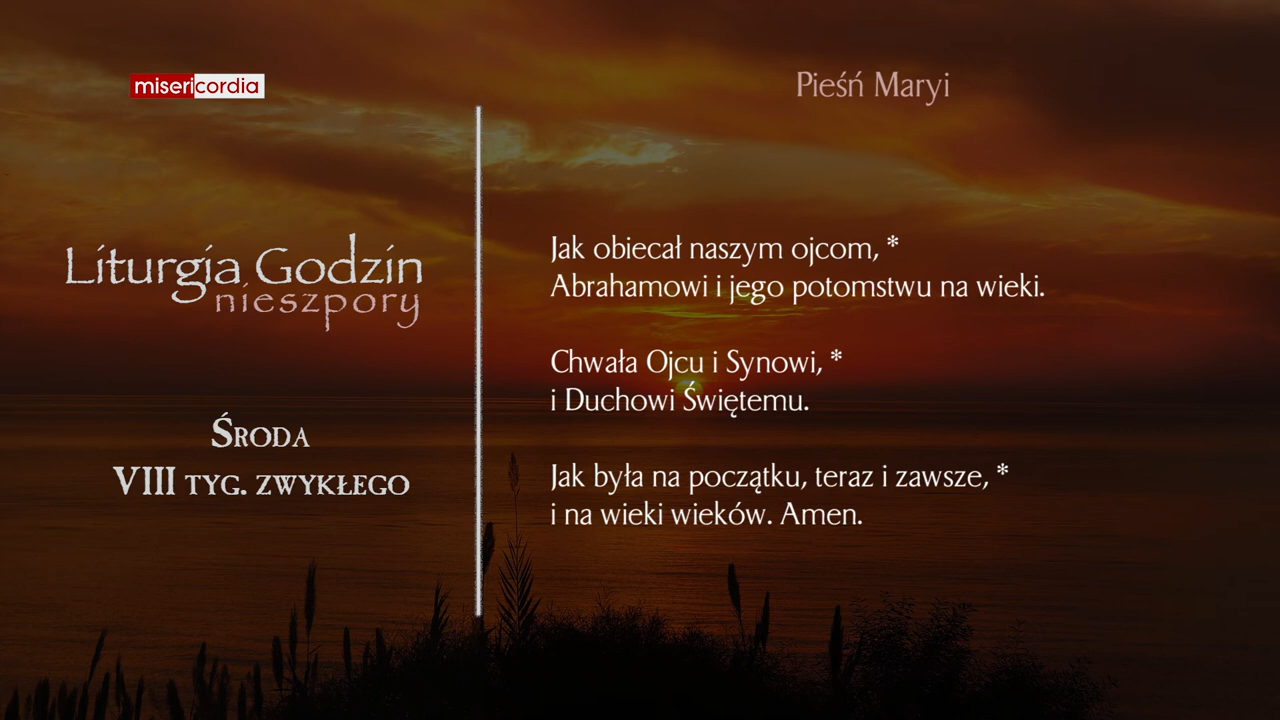 misericordia
Liturgia Godzin
nieszpory
Środa
VIII tyg. zwykłego
Pieśń Maryi
Jak obiecał naszym ojcom, *
Abrahamowi i jego potomstwu na wieki.
Chwała Ojcu i Synowi, *
i Duchowi Świętemu.
Jak była na początku, teraz i zawsze, *
i na wieki wieków. Amen.